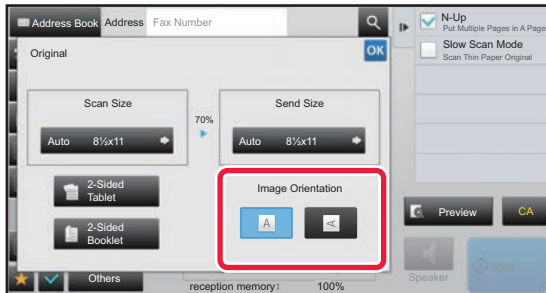 Address Book Address Fax Number
N-Up
Put Multiple Pages in A Page
Slow Scan Mode
Scan Thin Paper Original
Original
OK
Scan Size
70%
Send Size
Auto 8½x11
Auto 8½x11
2-Sided
Tablet
2-Sided
Booklet
Image Orientation
A
A
Preview
CA
Speaker
Start
Others
reception memory: 100%